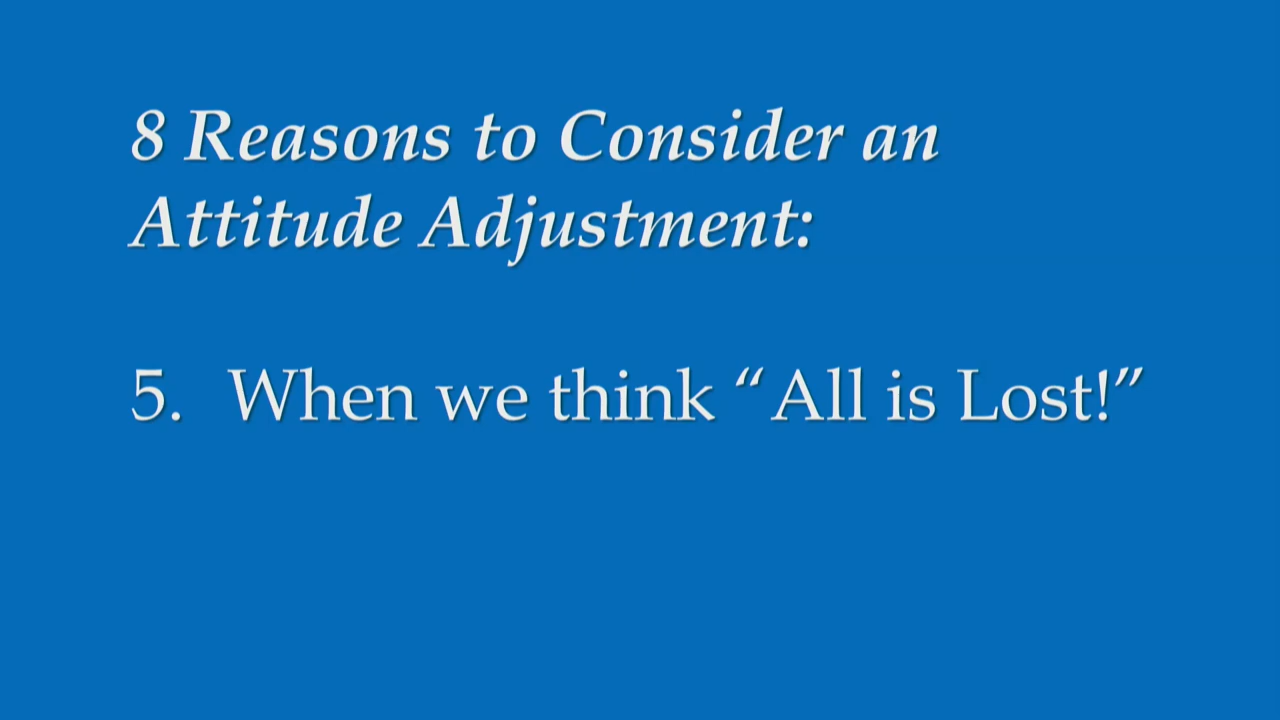 8 Reasons to Consider an
Attitude Adjustment:
5. When we think “All is Lost!”